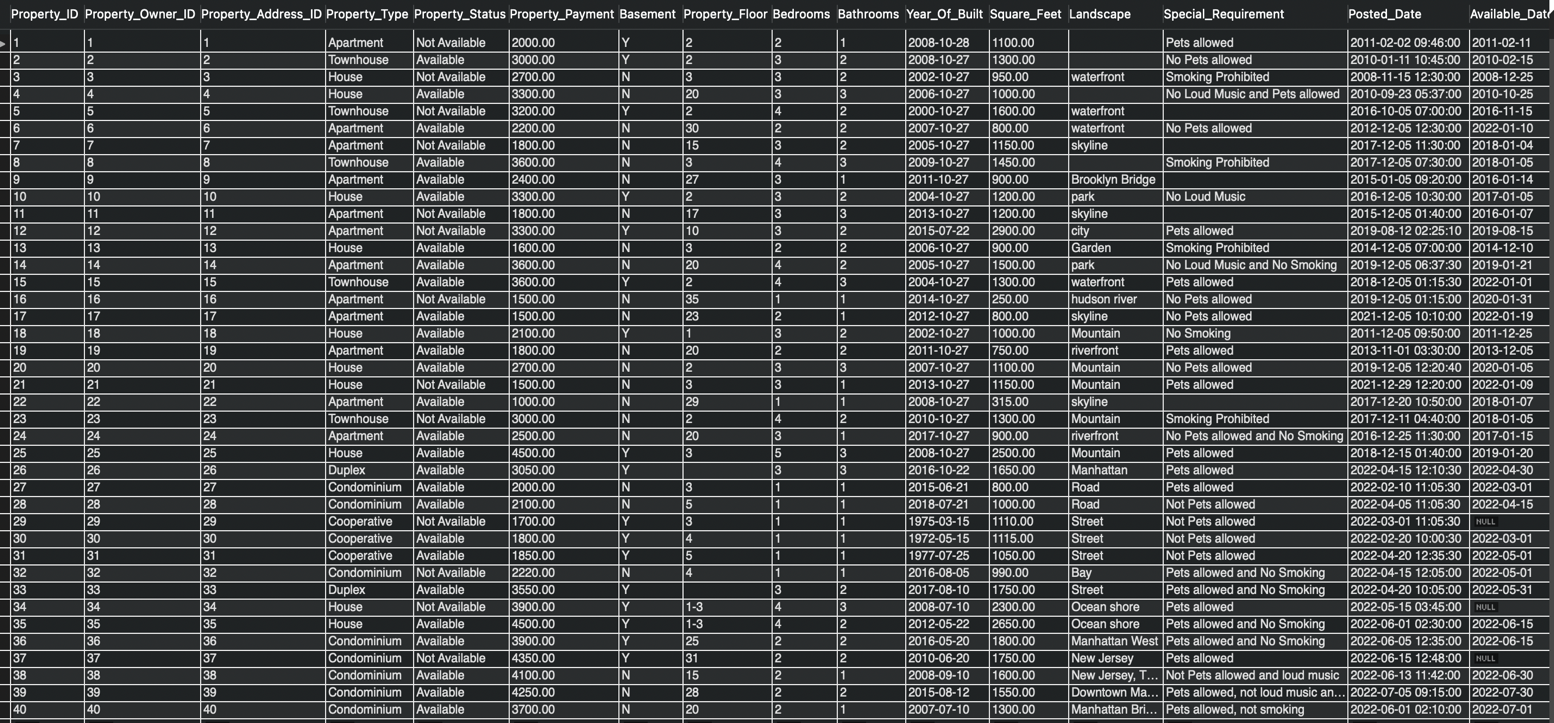 Property_ID Property_Owner_ID Property_Address_ID Property_Type Property_Status Property_Payment Basement Property_Floor Bedrooms Bathrooms Year_Of_Built Square_Feet Landscape Special_Requirement Posted_Date Available_Date
1 1 1 Apartment Not Available 2000.00 Y 2 2 1 2008-10-28 1100.00 Pets allowed 2011-02-02 09:46:00 2011-02-11
2 2 2 Townhouse Available 3000.00 Y 2 3 2 2008-10-27 1300.00 No Pets allowed 2010-01-11 10:45:00 2010-02-15
3 3 3 House Not Available 2700.00 N 3 3 2 2002-10-27 950.00 waterfront Smoking Prohibited 2008-11-15 12:30:00 2008-12-25
4 4 4 House Available 3300.00 N 20 3 3 2006-10-27 1000.00 No Loud Music and Pets allowed 2010-09-23 05:37:00 2010-10-25
5 5 5 Townhouse Not Available 3200.00 Y 2 4 2 2000-10-27 1600.00 waterfront 2016-10-05 07:00:00 2016-11-15
6 6 6 Apartment Available 2200.00 N 30 2 2 2007-10-27 800.00 waterfront No Pets allowed 2012-12-05 12:30:00 2022-01-10
7 7 7 Apartment Not Available 1800.00 N 15 3 2 2005-10-27 1150.00 skyline 2017-12-05 11:30:00 2018-01-04
8 8 8 Townhouse Available 3600.00 N 3 4 3 2009-10-27 1450.00 Smoking Prohibited 2017-12-05 07:30:00 2018-01-05
9 9 9 Apartment Available 2400.00 N 27 3 1 2011-10-27 900.00 Brooklyn Bridge 2015-01-05 09:20:00 2016-01-14
10 10 10 House Available 3300.00 Y 2 3 2 2004-10-27 1200.00 park No Loud Music 2016-12-05 10:30:00 2017-01-05
11 11 11 Apartment Not Available 1800.00 N 17 3 3 2013-10-27 1200.00 skyline 2015-12-05 01:40:00 2016-01-07
12 12 12 Apartment Not Available 3300.00 Y 10 3 2 2015-07-22 2900.00 city Pets allowed 2019-08-12 02:25:10 2019-08-15
13 13 13 House Available 1600.00 N 3 2 2 2006-10-27 900.00 Garden Smoking Prohibited 2014-12-05 07:00:00 2014-12-10
14 14 14 Apartment Available 3600.00 N 20 4 2 2005-10-27 1500.00 park No Loud Music and No Smoking 2019-12-05 06:37:30 2019-01-21
15 15 15 Townhouse Available 3600.00 Y 2 4 3 2004-10-27 1300.00 waterfront Pets allowed 2018-12-05 01:15:30 2022-01-01
16 16 16 Apartment Not Available 1500.00 N 35 1 1 2014-10-27 250.00 hudson river No Pets allowed 2019-12-05 01:15:00 2020-01-31
17 17 17 Apartment Available 1500.00 N 23 2 1 2012-10-27 800.00 skyline No Pets allowed 2021-12-05 10:10:00 2022-01-19
18 18 18 House Available 2100.00 Y 1 3 2 2002-10-27 1000.00 Mountain No Smoking 2011-12-05 09:50:00 2011-12-25
19 19 19 Apartment Available 1800.00 N 20 2 2 2011-10-27 750.00 riverfront Pets allowed 2013-11-01 03:30:00 2013-12-05
20 20 20 House Available 2700.00 N 2 3 2 2007-10-27 1100.00 Mountain No Pets allowed 2019-12-05 12:20:40 2020-01-05
21 21 21 House Not Available 1500.00 N 3 3 1 2013-10-27 1150.00 Mountain Pets allowed 2021-12-29 12:20:00 2022-01-09
22 22 22 Apartment Available 1000.00 N 29 1 1 2008-10-27 315.00 skyline 2017-12-20 10:50:00 2018-01-07
23 23 23 Townhouse Not Available 3000.00 N 2 4 2 2010-10-27 1300.00 Mountain Smoking Prohibited 2017-12-11 04:40:00 2018-01-05
24 24 24 Apartment Available 2500.00 N 20 3 1 2017-10-27 900.00 riverfront No Pets allowed and No Smoking 2016-12-25 11:30:00 2017-01-15
25 25 25 House Available 4500.00 Y 3 5 3 2008-10-27 2500.00 Mountain Pets allowed 2018-12-15 01:40:00 2019-01-20
26 26 26 Duplex Available 3050.00 Y 3 3 2016-10-22 1650.00 Manhattan Pets allowed 2022-04-15 12:10:30 2022-04-30
27 27 27 Condominium Available 2000.00 N 3 1 1 2015-06-21 800.00 Road Pets allowed 2022-02-10 11:05:30 2022-03-01
28 28 28 Condominium Available 2100.00 N 5 1 1 2018-07-21 1000.00 Road Not Pets allowed 2022-04-05 11:05:30 2022-04-15
29 29 29 Cooperative Not Available 1700.00 Y 3 1 1 1975-03-15 1110.00 Street Not Pets allowed 2022-03-01 11:05:30 NULL
30 30 30 Cooperative Available 1800.00 Y 4 1 1 1972-05-15 1115.00 Street Not Pets allowed 2022-02-20 10:00:30 2022-03-01
31 31 31 Cooperative Available 1850.00 Y 5 1 1 1977-07-25 1050.00 Street Not Pets allowed 2022-04-20 12:35:30 2022-05-01
32 32 32 Condominium Not Available 2220.00 N 4 1 1 2016-08-05 990.00 Bay Pets allowed and No Smoking 2022-04-15 12:05:00 2022-05-01
33 33 33 Duplex Available 3550.00 Y 3 2 2017-08-10 1750.00 Street Pets allowed and No Smoking 2022-04-20 10:05:00 2022-05-31
34 34 34 House Not Available 3900.00 Y 1-3 4 3 2008-07-10 2300.00 Ocean shore Pets allowed 2022-05-15 03:45:00 NULL
35 35 35 House Available 4500.00 Y 1-3 4 2 2012-05-22 2650.00 Ocean shore Pets allowed and No Smoking 2022-06-01 02:30:00 2022-06-15
36 36 36 Condominium Available 3900.00 Y 25 2 2 2016-05-20 1800.00 Manhattan West Pets allowed and No Smoking 2022-06-05 12:35:00 2022-06-15
37 37 37 Condominium Not Available 4350.00 Y 31 2 2 2010-06-20 1750.00 New Jersey Pets allowed 2022-06-15 12:48:00 NULL
38 38 38 Condominium Available 4100.00 N 15 2 1 2008-09-10 1600.00 New Jersey, T... Not Pets allowed and loud music 2022-06-13 11:42:00 2022-06-30
39 39 39 Condominium Available 4250.00 N 28 2 2 2015-08-12 1550.00 Downtown Ma... Pets allowed, not loud music an... 2022-07-05 09:15:00 2022-07-30
40 40 40 Condominium Available 3700.00 N 20 2 1 2007-07-10 1300.00 Manhattan Bri... Pets allowed, not smoking 2022-06-01 02:10:00 2022-07-01